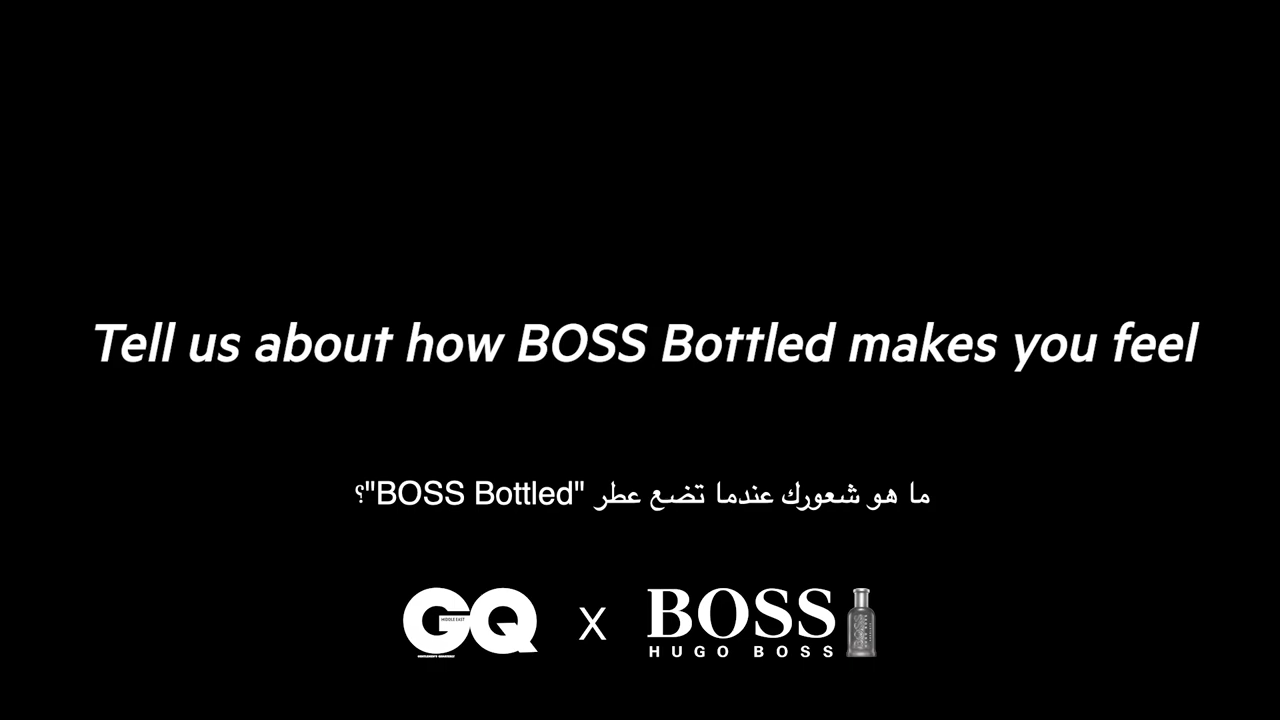 Tell us about how BOSS Bottled makes you feel
ما هو شعورك عندما تضع عطر "BOSS Bottled"؟
GQ
MIDDLE EAST
X
BOSS
HUGO BOSS